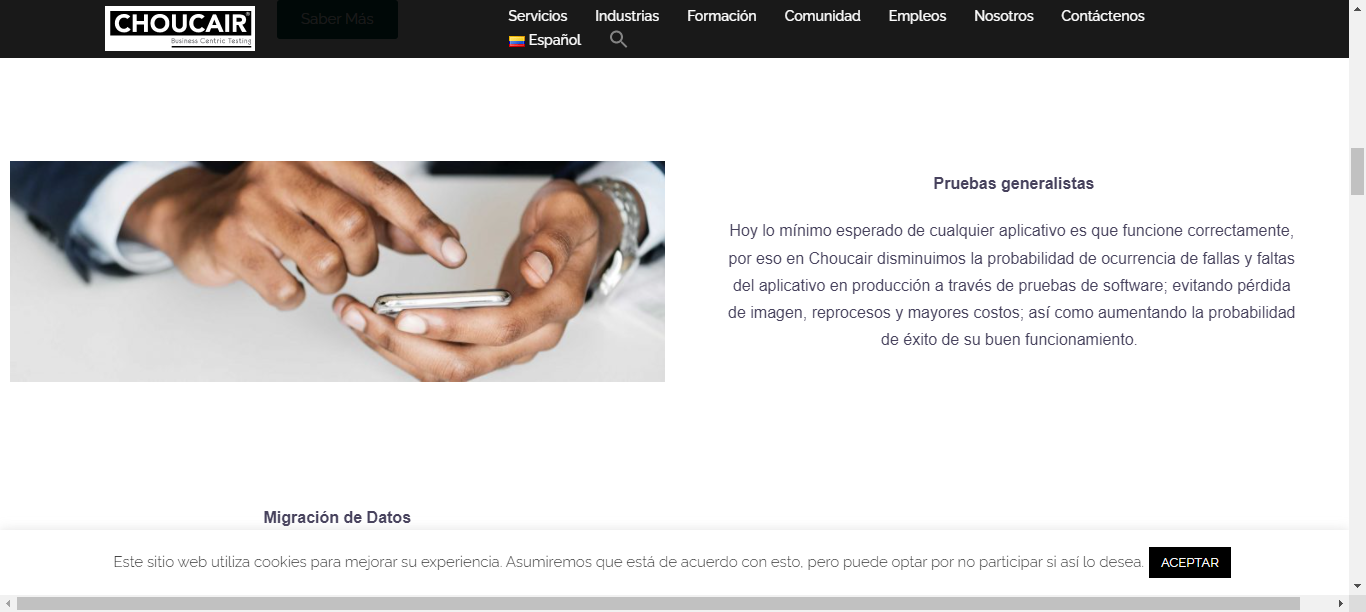 CHOUCAIR
Business Centric Testing
Saber Más
Servicios Industrias Formación Comunidad Empleos Nosotros Contáctenos
Español
Pruebas generalistas
Hoy lo mínimo esperado de cualquier aplicativo es que funcione correctamente,
por eso en Choucair disminuimos la probabilidad de ocurrencia de fallas y faltas
del aplicativo en producción a través de pruebas de software; evitando pérdida
de imagen, reprocesos y mayores costos; así como aumentando la probabilidad
de éxito de su buen funcionamiento.
Migración de Datos
Este sitio web utiliza cookies para mejorar su experiencia. Asumiremos que está de acuerdo con esto, pero puede optar por no participar si así lo desea. ACEPTAR